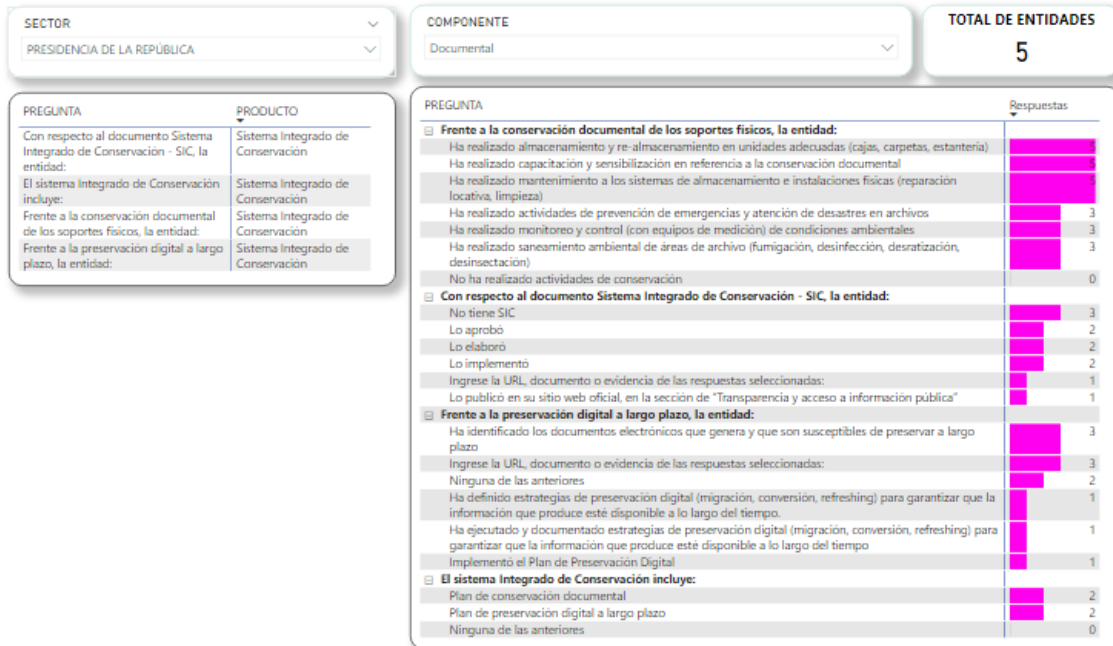 SECTOR
PRESIDENCIA DE LA REPÚBLICA
COMPONENTE
Documental
TOTAL DE ENTIDADES
5
PREGUNTA PRODUCTO
Con respecto al documento Sistema Sistema Integrado de
Integrado de Conservación - SIC, la Conservación
entidad:
El sistema Integrado de Conservación Sistema Integrado de
incluye: Conservación
Frente a la conservación documental Sistema Integrado de
de los soportes físicos, la entidad: Conservación
Frente a la preservación digital a largo Sistema Integrado de
plazo, la entidad: Conservación
PREGUNTA Respuestas
Frente a la conservación documental de los soportes físicos, la entidad:
Ha realizado almacenamiento y re-almacenamiento en unidades adecuadas (cajas, carpetas, estantería) 5
Ha realizado capacitación y sensibilización en referencia a la conservación documental 5
Ha realizado mantenimiento a los sistemas de almacenamiento e instalaciones físicas (reparación 5
locativa, limpieza)
Ha realizado actividades de prevención de emergencias y atención de desastres en archivos 3
Ha realizado monitoreo y control (con equipos de medición) de condiciones ambientales 3
Ha realizado saneamiento ambiental de áreas de archivo (fumigación, desinfección, desratización, 3
desinsectación)
No ha realizado actividades de conservación 0
Con respecto al documento Sistema Integrado de Conservación - SIC, la entidad:
No tiene SIC 3
Lo aprobó 2
Lo elaboró 2
Lo implementó 2
Ingrese la URL, documento o evidencia de las respuestas seleccionadas: 1
Lo publicó en su sitio web oficial, en la sección de "Transparencia y acceso a información pública" 1
Frente a la preservación digital a largo plazo, la entidad:
Ha identificado los documentos electrónicos que genera y que son susceptibles de preservar a largo 3
plazo
Ingrese la URL, documento o evidencia de las respuestas seleccionadas: 3
Ninguna de las anteriores 2
Ha definido estrategias de preservación digital (migración, conversión, refreshing) para garantizar que la 1
información que produce esté disponible a lo largo del tiempo.
Ha ejecutado y documentado estrategias de preservación digital (migración, conversión, refreshing) para 1
garantizar que la información que produce esté disponible a lo largo del tiempo
Implementó el Plan de Preservación Digital 1
El sistema Integrado de Conservación incluye:
Plan de conservación documental 2
Plan de preservación digital a largo plazo 2
Ninguna de las anteriores 0